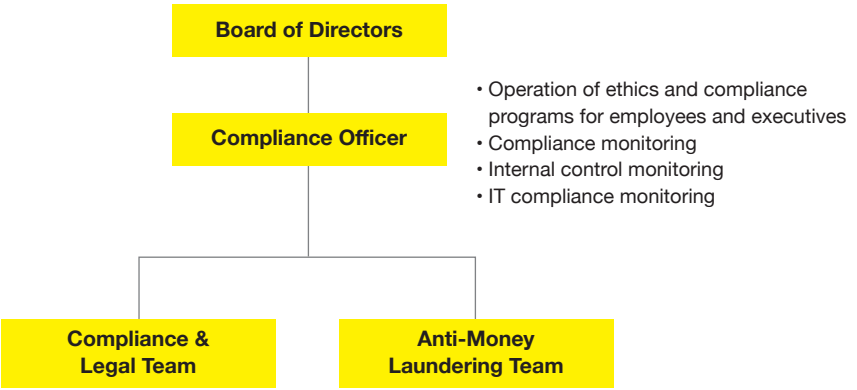 Board of Directors
Compliance Officer
• Operation of ethics and compliance
programs for employees and executives
• Compliance monitoring
• Internal control monitoring
• IT compliance monitoring
Compliance &
Legal Team
Anti-Money
Laundering Team